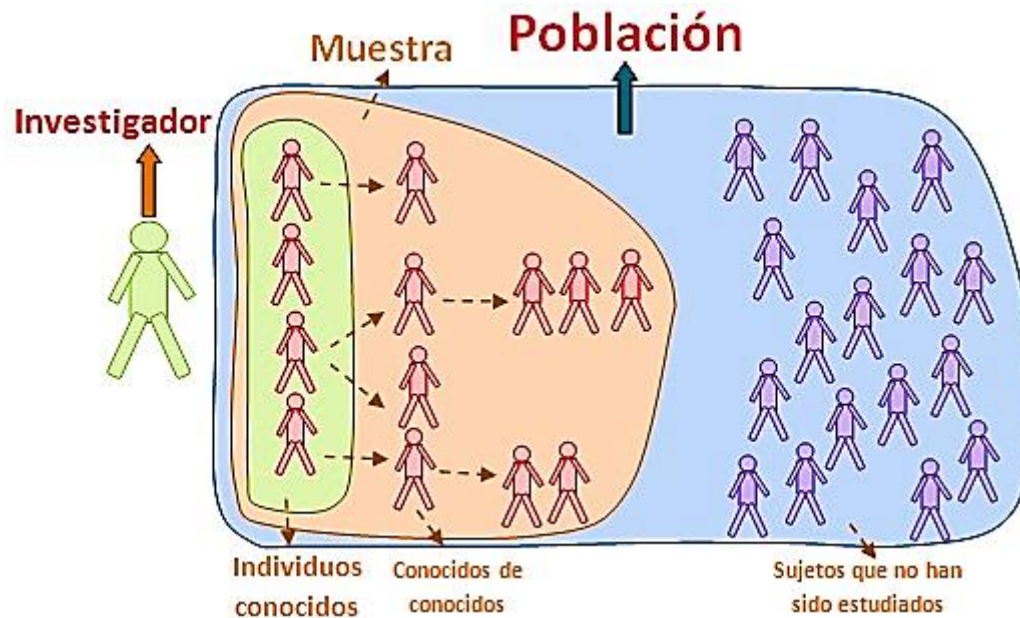 Población
Muestra
Investigador
Individuos
conocidos
Conocidos de
conocidos
Sujetos que no han
sido estudiados